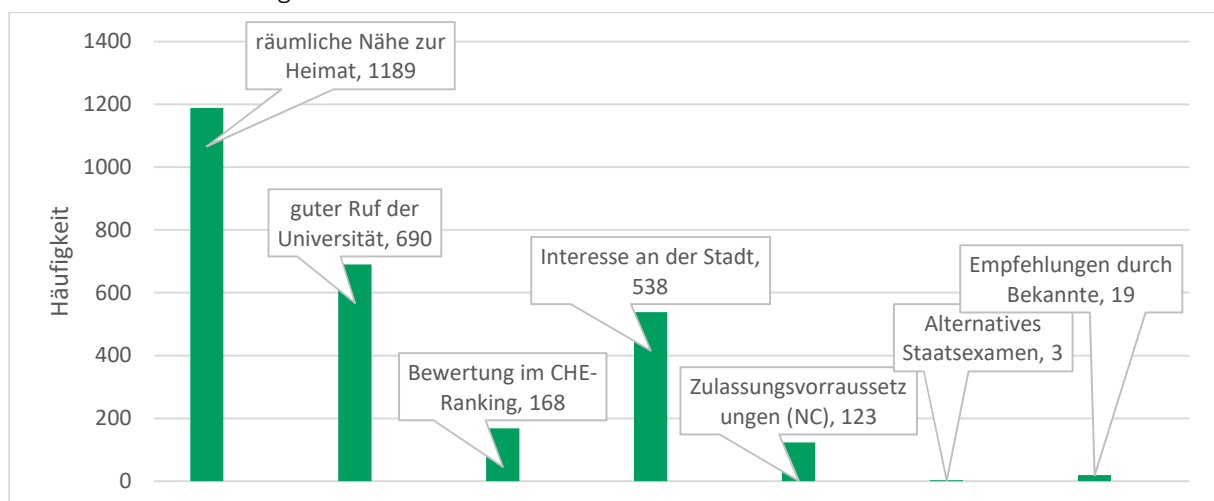 1400
1200
1000
800
600
400
200
0
Häufigkeit
räumliche Nähe zur
Heimat, 1189
guter Ruf der
Universität, 690
Bewertung im CHE-
Ranking, 168
Interesse an der Stadt,
538
Zulassungsvorraussetz
ungen (NC), 123
Alternatives
Staatsexamen, 3
Empfehlungen durch
Bekannte, 19